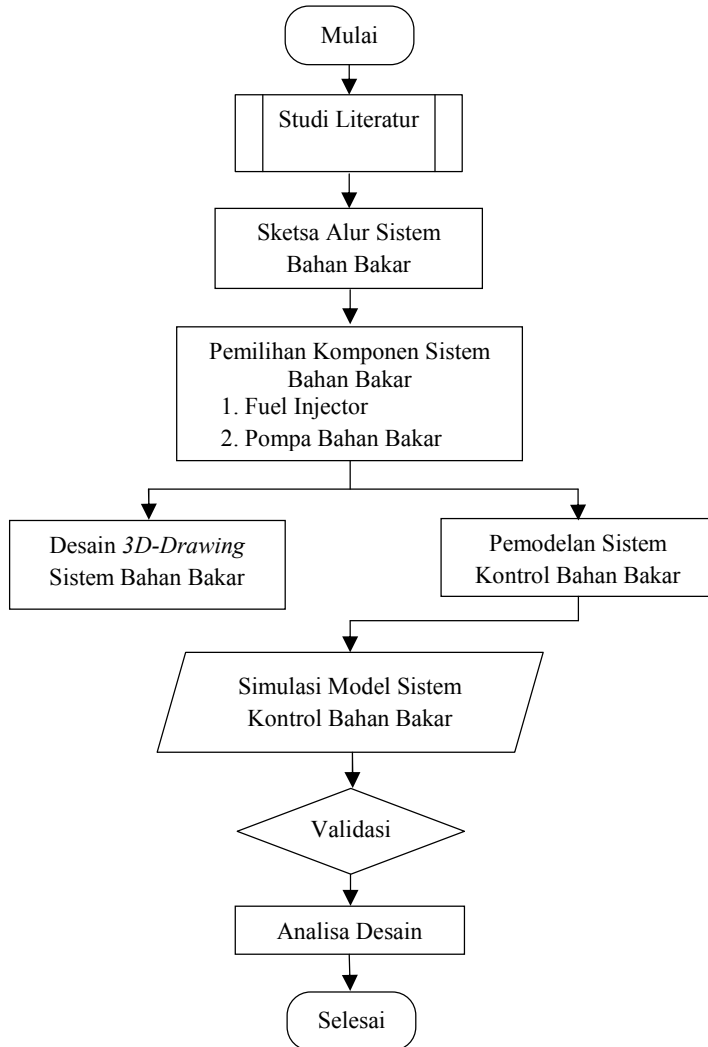 Mulai
Studi Literatur
Sketsa Alur Sistem
Bahan Bakar
Pemilihan Komponen Sistem
Bahan Bakar
1. Fuel Injector
2. Pompa Bahan Bakar
Desain 3D-Drawing
Sistem Bahan Bakar
Pemodelan Sistem
Kontrol Bahan Bakar
Simulasi Model Sistem
Kontrol Bahan Bakar
Validasi
Analisa Desain
Selesai